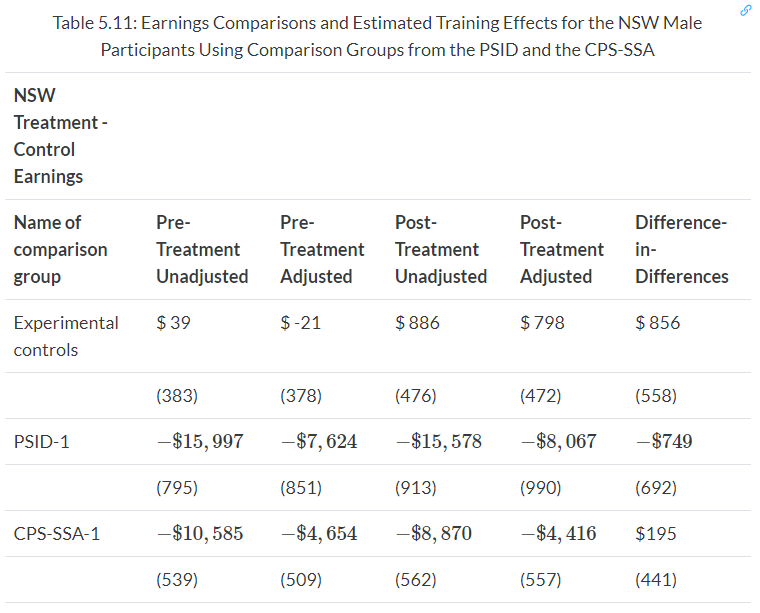 Table 5.11: Earnings Comparisons and Estimated Training Effects for the NSW Male
Participants Using Comparison Groups from the PSID and the CPS-SSA
NSW
Treatment -
Control
Earnings
Name of comparison group Pre-Treatment Unadjusted Pre-Treatment Adjusted Post-Treatment Unadjusted Post-Treatment Adjusted Difference-in-Differences
Experimental controls $ 39 $ -21 $ 886 $ 798 $ 856
(383) (378) (476) (472) (558)
PSID-1 −$15, 997 −$7, 624 −$15, 578 −$8, 067 −$749
(795) (851) (913) (990) (692)
CPS-SSA-1 −$10, 585 −$4, 654 −$8, 870 −$4, 416 $195
(539) (509) (562) (557) (441)